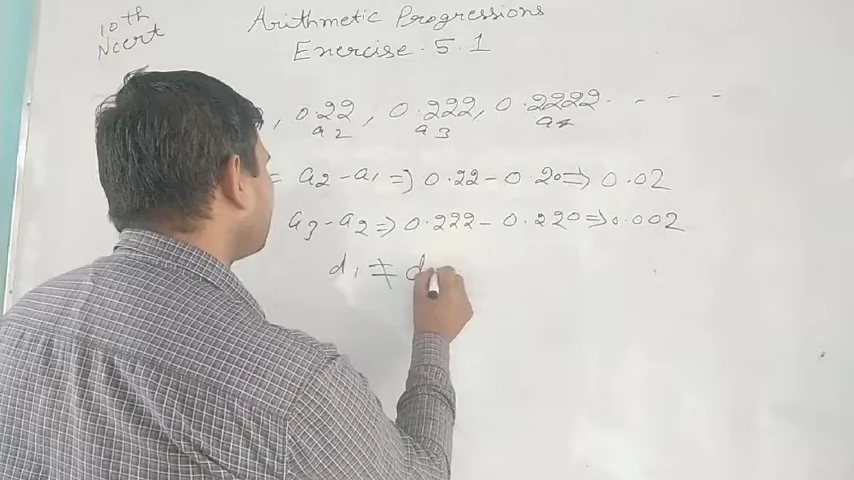 10th
Ncert
Arithmetic Progressions
Exercise . 5.1
, 0.22, 0.222, 0.2222 - - - -
a2 a3 a4
= a2 - a1 => 0.22 - 0.20 => 0.02
a3 - a2 => 0.222 - 0.220 => 0.002
d1 ≠ d